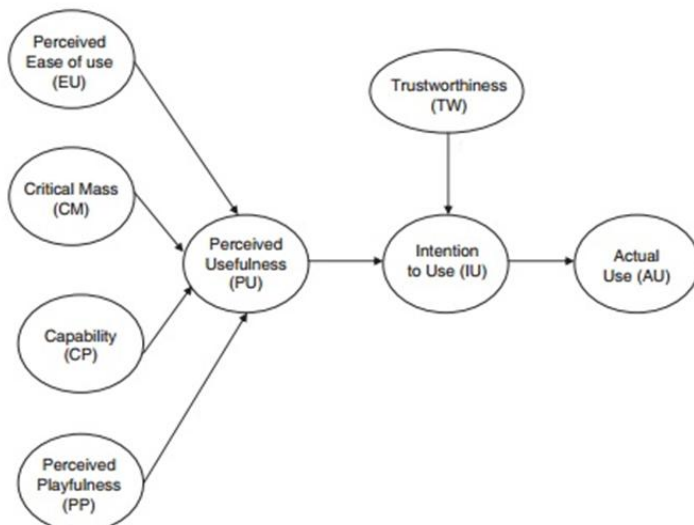 Perceived
Ease of use
(EU)
Trustworthiness
(TW)
Critical Mass
(CM)
Perceived
Usefulness
(PU)
Intention
to Use (IU)
Actual
Use (AU)
Capability
(CP)
Perceived
Playfulness
(PP)